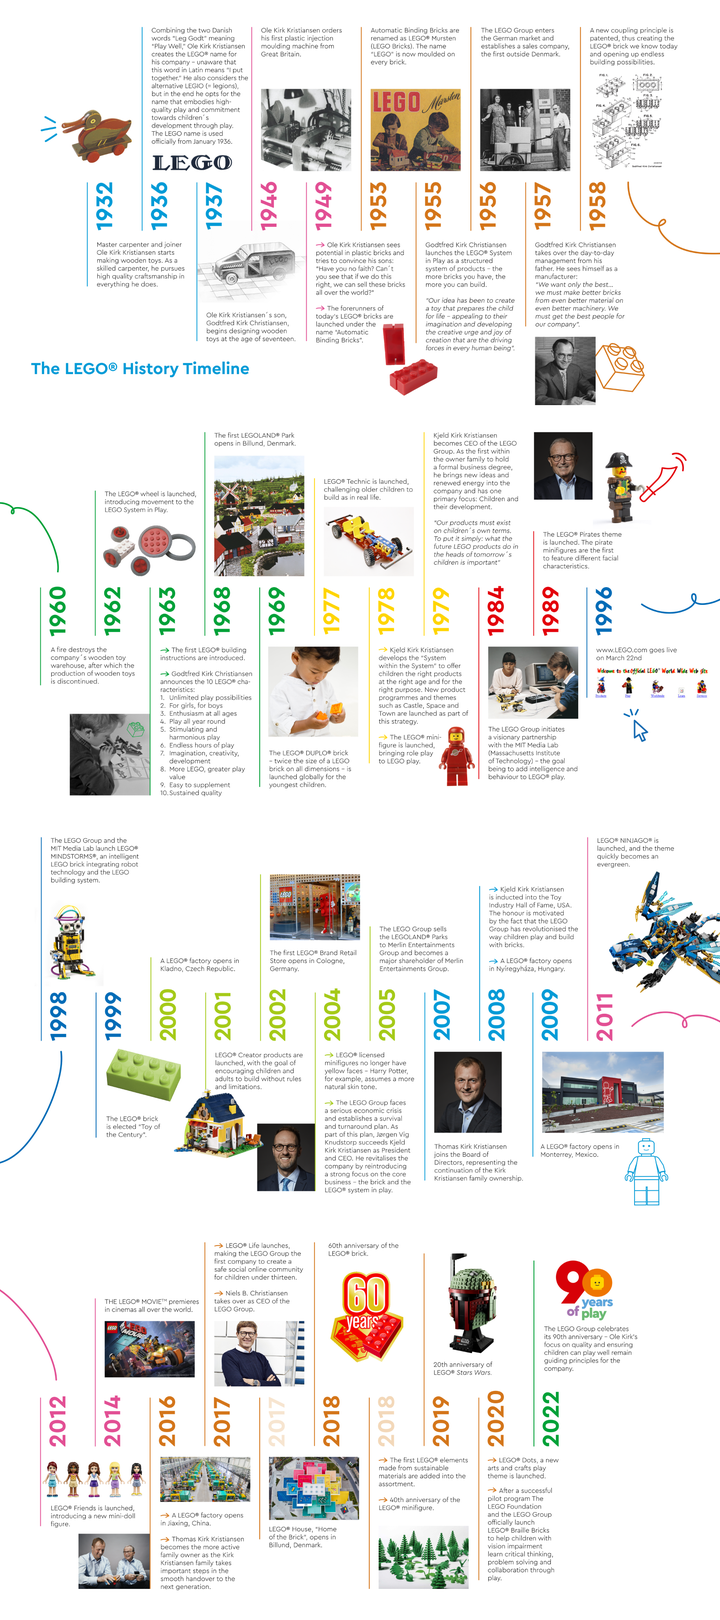 Combining the two Danish
words "Leg Godt" meaning
"Play Well," Ole Kirk Kristiansen
creates the LEGO® name for
his company – unaware that
this word in Latin means "I put
together." He also considers the
alternative LEGIO (= legions),
but in the end he opts for the
name that embodies high-
quality play and commitment
towards children´s
development through play.
The LEGO name is used
officially from January 1936.
LEGO
Ole Kirk Kristiansen orders
his first plastic injection
moulding machine from
Great Britain.
Automatic Binding Bricks are
renamed as LEGO® Mursten
(LEGO Bricks). The name
"LEGO" is now moulded on
every brick.
LEGO Mursten
The LEGO Group enters
the German market and
establishes a sales company,
the first outside Denmark.
A new coupling principle is
patented, thus creating the
LEGO® brick we know today
and opening up endless
building possibilities.
1932
1936
1937
1946
1949
1953
1955
1956
1957
1958
Master carpenter and joiner
Ole Kirk Kristiansen starts
making wooden toys. As a
skilled carpenter, he pursues
high quality craftsmanship in
everything he does.
Ole Kirk Kristiansen´s son,
Godtfred Kirk Christiansen,
begins designing wooden
toys at the age of seventeen.
→ Ole Kirk Kristiansen sees
potential in plastic bricks and
tries to convince his sons:
"Have you no faith? Can´t
you see that if we do this
right, we can sell these bricks
all over the world?"
→ The forerunners of
today's LEGO® bricks are
launched under the
name "Automatic
Binding Bricks".
Godtfred Kirk Christiansen
launches the LEGO® System
in Play as a structured
system of products – the
more bricks you have, the
more you can build.
"Our idea has been to create
a toy that prepares the child
for life – appealing to their
imagination and developing
the creative urge and joy of
creation that are the driving
forces in every human being".
Godtfred Kirk Christiansen
takes over the day-to-day
management from his
father. He sees himself as a
manufacturer:
"We want only the best...
we must make better bricks
from even better material on
even better machinery. We
must get the best people for
our company".
The LEGO® History Timeline
The LEGO® wheel is launched,
introducing movement to the
LEGO System in Play.
The first LEGOLAND® Park
opens in Billund, Denmark.
LEGO® Technic is launched,
challenging older children to
build as in real life.
Kjeld Kirk Kristiansen
becomes CEO of the LEGO
Group. As the first within
the owner family to hold
a formal business degree,
he brings new ideas and
renewed energy into the
company and has one
primary focus: Children and
their development.
"Our products must exist
on children´s own terms.
To put it simply: what the
future LEGO products do in
the heads of tomorrow´s
children is important"
The LEGO® Pirates theme
is launched. The pirate
minifigures are the first
to feature different facial
characteristics.
1960
1962
1963
1968
1969
1977
1978
1979
1984
1989
1996
A fire destroys the
company´s wooden toy
warehouse, after which the
production of wooden toys
is discontinued.
→ The first LEGO® building
instructions are introduced.
→ Godtfred Kirk Christiansen
announces the 10 LEGO® cha-
racteristics:
1. Unlimited play possibilities
2. For girls, for boys
3. Enthusiasm at all ages
4. Play all year round
5. Stimulating and
harmonious play
6. Endless hours of play
7. Imagination, creativity,
development
8. More LEGO, greater play
value
9. Easy to supplement
10. Sustained quality
The LEGO® DUPLO® brick
– twice the size of a LEGO
brick on all dimensions – is
launched globally for the
youngest children.
→ Kjeld Kirk Kristiansen
develops the "System
within the System" to offer
children the right products
at the right age and for the
right purpose. New product
programmes and themes
such as Castle, Space and
Town are launched as part of
this strategy.
→ The LEGO® mini-
figure is launched,
bringing role play
to LEGO play.
The LEGO Group initiates
a visionary partnership
with the MIT Media Lab
(Massachusetts Institute
of Technology) – the goal
being to add intelligence and
behaviour to LEGO® play.
www.LEGO.com goes live
on March 22nd
Welcome to the Official LEGO® World Wide Web site
The LEGO Group and the
MIT Media Lab launch LEGO®
MINDSTORMS®, an intelligent
LEGO brick integrating robot
technology and the LEGO
building system.
A LEGO® factory opens in
Kladno, Czech Republic.
The first LEGO® Brand Retail
Store opens in Cologne,
Germany.
The LEGO Group sells
the LEGOLAND® Parks
to Merlin Entertainments
Group and becomes a
major shareholder of Merlin
Entertainments Group.
→ Kjeld Kirk Kristiansen
is inducted into the Toy
Industry Hall of Fame, USA.
The honour is motivated
by the fact that the LEGO
Group has revolutionised the
way children play and build
with bricks.
→ A LEGO® factory opens
in Nyíregyháza, Hungary.
LEGO® NINJAGO® is
launched, and the theme
quickly becomes an
evergreen.
1998
1999
2000
2001
2002
2004
2005
2007
2008
2009
2011
The LEGO® brick
is elected "Toy of
the Century".
LEGO® Creator products are
launched, with the goal of
encouraging children and
adults to build without rules
and limitations.
→ LEGO® licensed
minifigures no longer have
yellow faces – Harry Potter,
for example, assumes a more
natural skin tone.
→ The LEGO Group faces
a serious economic crisis
and establishes a survival
and turnaround plan. As
part of this plan, Jørgen Vig
Knudstorp succeeds Kjeld
Kirk Kristiansen as President
and CEO. He revitalises the
company by reintroducing
a strong focus on the core
business – the brick and the
LEGO® system in play.
Thomas Kirk Kristiansen
joins the Board of
Directors, representing the
continuation of the Kirk
Kristiansen family ownership.
A LEGO® factory opens in
Monterrey, Mexico.
THE LEGO® MOVIE™ premieres
in cinemas all over the world.
→ LEGO® Life launches,
making the LEGO Group the
first company to create a
safe social online community
for children under thirteen.
→ Niels B. Christiansen
takes over as CEO of the
LEGO Group.
60th anniversary of the
LEGO® brick.
60
years
20th anniversary of
LEGO® Star Wars.
90
years
of play
The LEGO Group celebrates
its 90th anniversary – Ole Kirk's
focus on quality and ensuring
children can play well remain
guiding principles for the
company.
2012
2014
2016
2017
2017
2018
2018
2019
2020
2022
LEGO® Friends is launched,
introducing a new mini-doll
figure.
→ A LEGO® factory opens
in Jiaxing, China.
→ Thomas Kirk Kristiansen
becomes the more active
family owner as the Kirk
Kristiansen family takes
important steps in the
smooth handover to the
next generation.
LEGO® House, "Home
of the Brick", opens in
Billund, Denmark.
→ The first LEGO® elements
made from sustainable
materials are added into the
assortment.
→ 40th anniversary of the
LEGO® minifigure.
→ LEGO® Dots, a new
arts and crafts play
theme is launched.
→ After a successful
pilot program The
LEGO Foundation
and the LEGO Group
officially launch
LEGO® Braille Bricks
to help children with
vision impairment
learn critical thinking,
problem solving and
collaboration through
play.